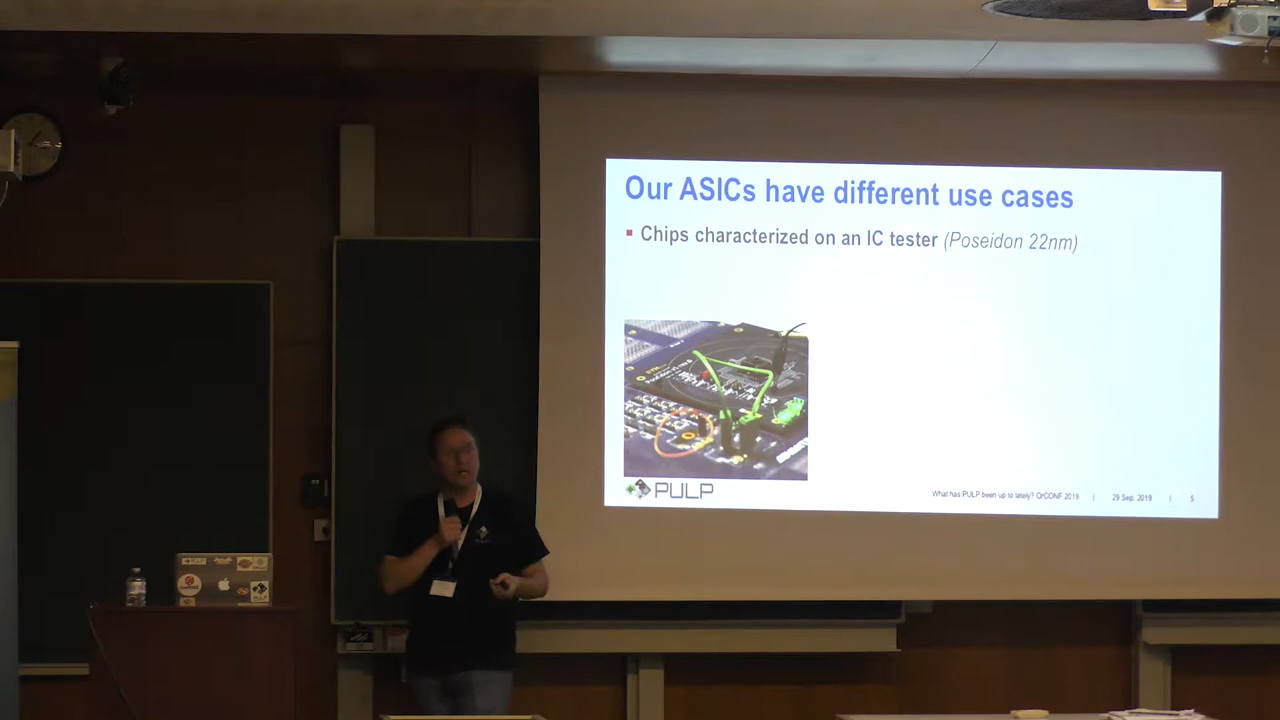 Our ASICs have different use cases
Chips characterized on an IC tester (Poseidon 22nm)
PULP
What has PULP been up to lately? OrCONF 2019 | 29 Sep. 2019 | 5
PULP